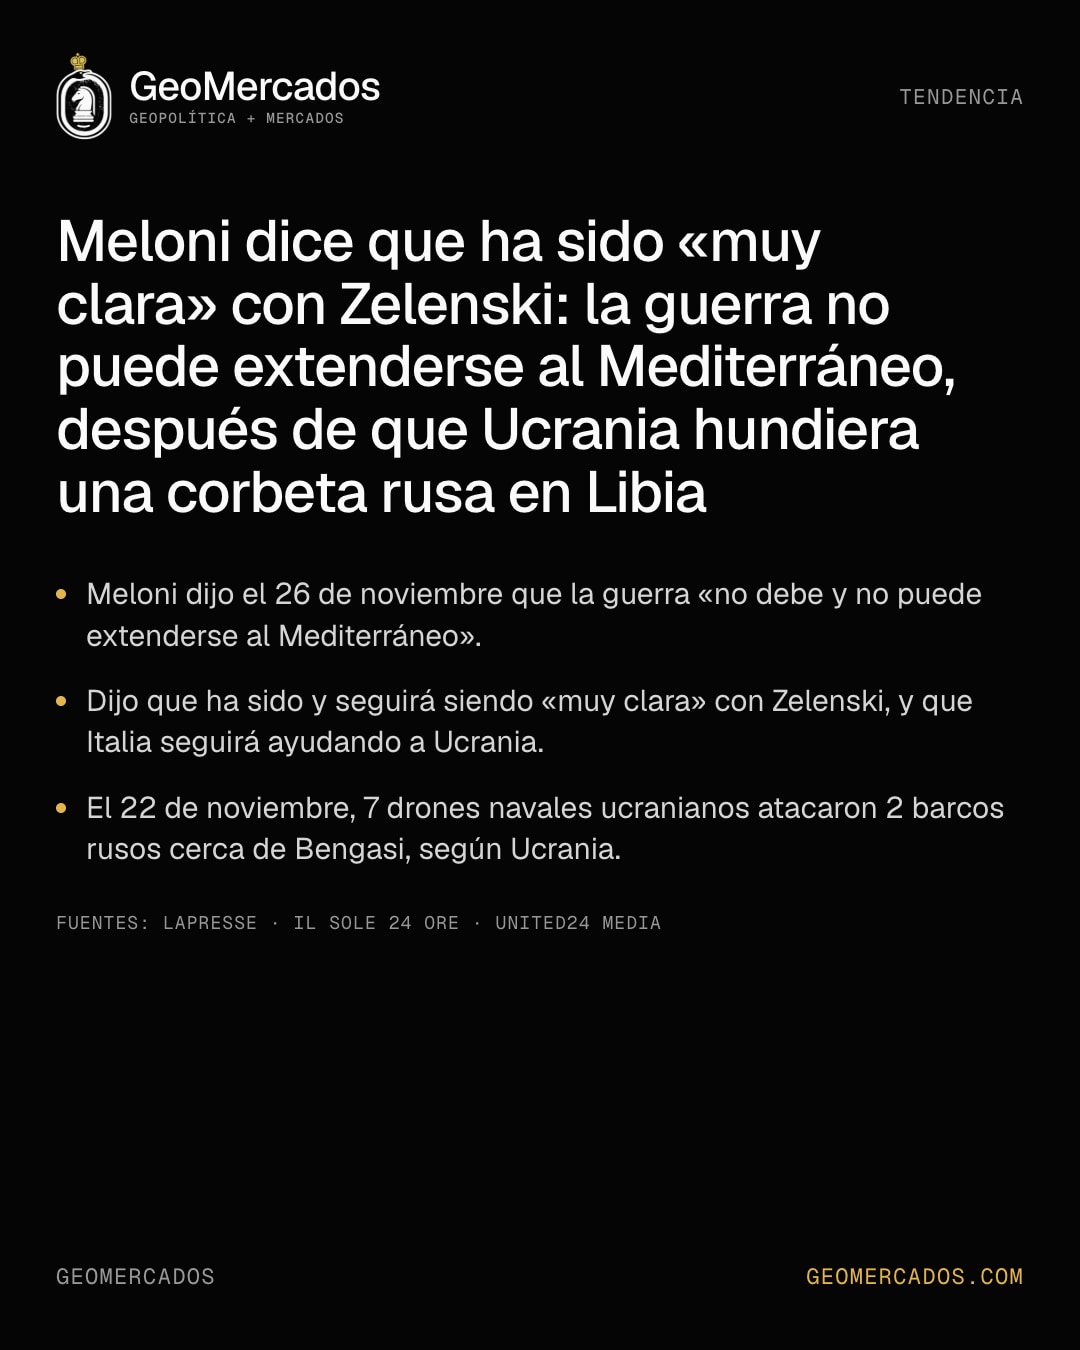 GeoMercados
GEOPOLÍTICA + MERCADOS
TENDENCIA
Meloni dice que ha sido «muy
clara» con Zelenski: la guerra no
puede extenderse al Mediterráneo,
después de que Ucrania hundiera
una corbeta rusa en Libia
• Meloni dijo el 26 de noviembre que la guerra «no debe y no puede
extenderse al Mediterráneo».
• Dijo que ha sido y seguirá siendo «muy clara» con Zelenski, y que
Italia seguirá ayudando a Ucrania.
• El 22 de noviembre, 7 drones navales ucranianos atacaron 2 barcos
rusos cerca de Bengasi, según Ucrania.
FUENTES: LAPRESSE · IL SOLE 24 ORE · UNITED24 MEDIA
GEOMERCADOS
GEOMERCADOS.COM